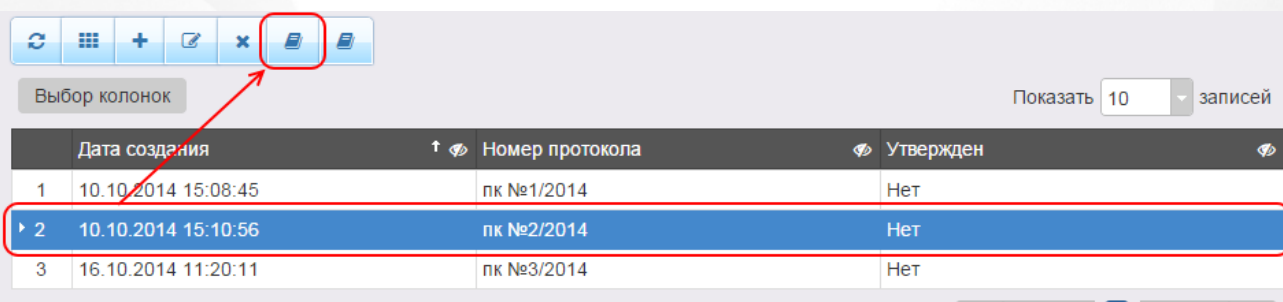 Выбор колонок Показать 10 записей
Дата создания Номер протокола Утвержден
1 10.10.2014 15:08:45 пк №1/2014 Нет
2 10.10.2014 15:10:56 пк №2/2014 Нет
3 16.10.2014 11:20:11 пк №3/2014 Нет